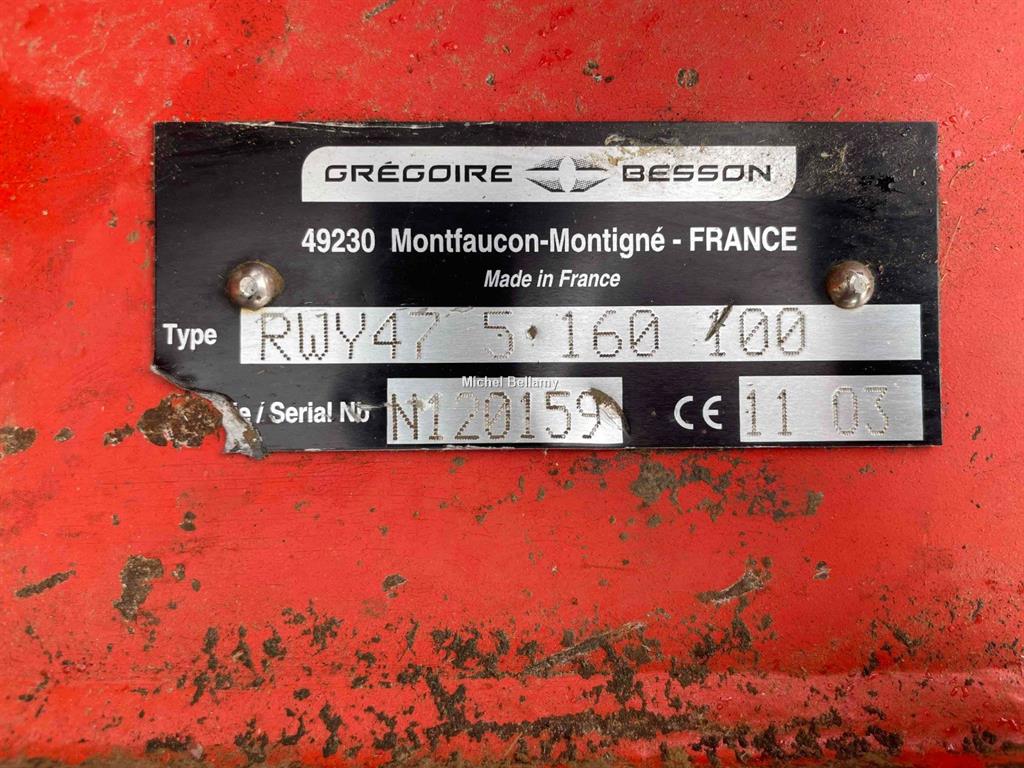 GRÉGOIRE BESSON
49230 Montfaucon-Montigné - FRANCE
Made in France
Type RWY47 5 160 100
Michel Bellamy
/ Serial No N120159 CE 11 03